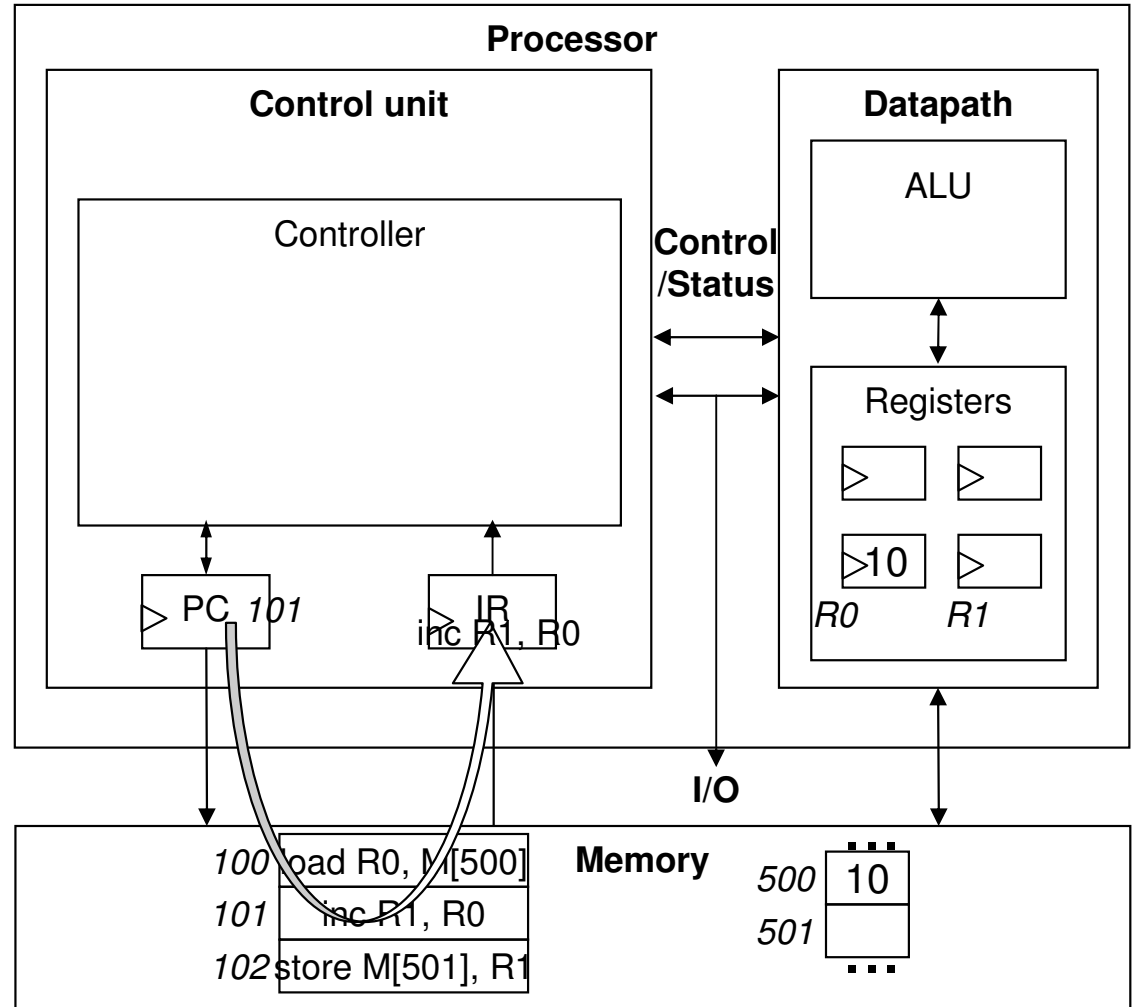 Processor
Control unit
Datapath
ALU
Controller
Control
/Status
Registers
10
R0 R1
PC 101
IR
inc R1, R0
I/O
Memory
100 load R0, M[500]
101 inc R1, R0
102 store M[501], R1
500 10
501